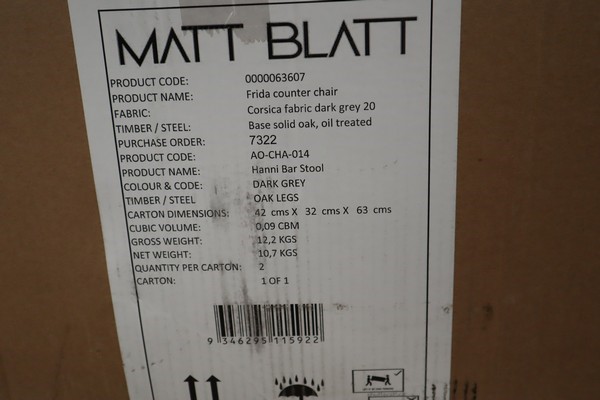 MATT BLATT
PRODUCT CODE: 0000063607
PRODUCT NAME: Frida counter chair
FABRIC: Corsica fabric dark grey 20
TIMBER / STEEL: Base solid oak, oil treated
PURCHASE ORDER: 7322
PRODUCT CODE: AO-CHA-014
PRODUCT NAME: Hanni Bar Stool
COLOUR & CODE: DARK GREY
TIMBER / STEEL OAK LEGS
CARTON DIMENSIONS: 42 cms X 32 cms X 63 cms
CUBIC VOLUME: 0,09 CBM
GROSS WEIGHT: 12,2 KGS
NET WEIGHT: 10,7 KGS
QUANTITY PER CARTON: 2
CARTON: 1 OF 1
9 346295 115922